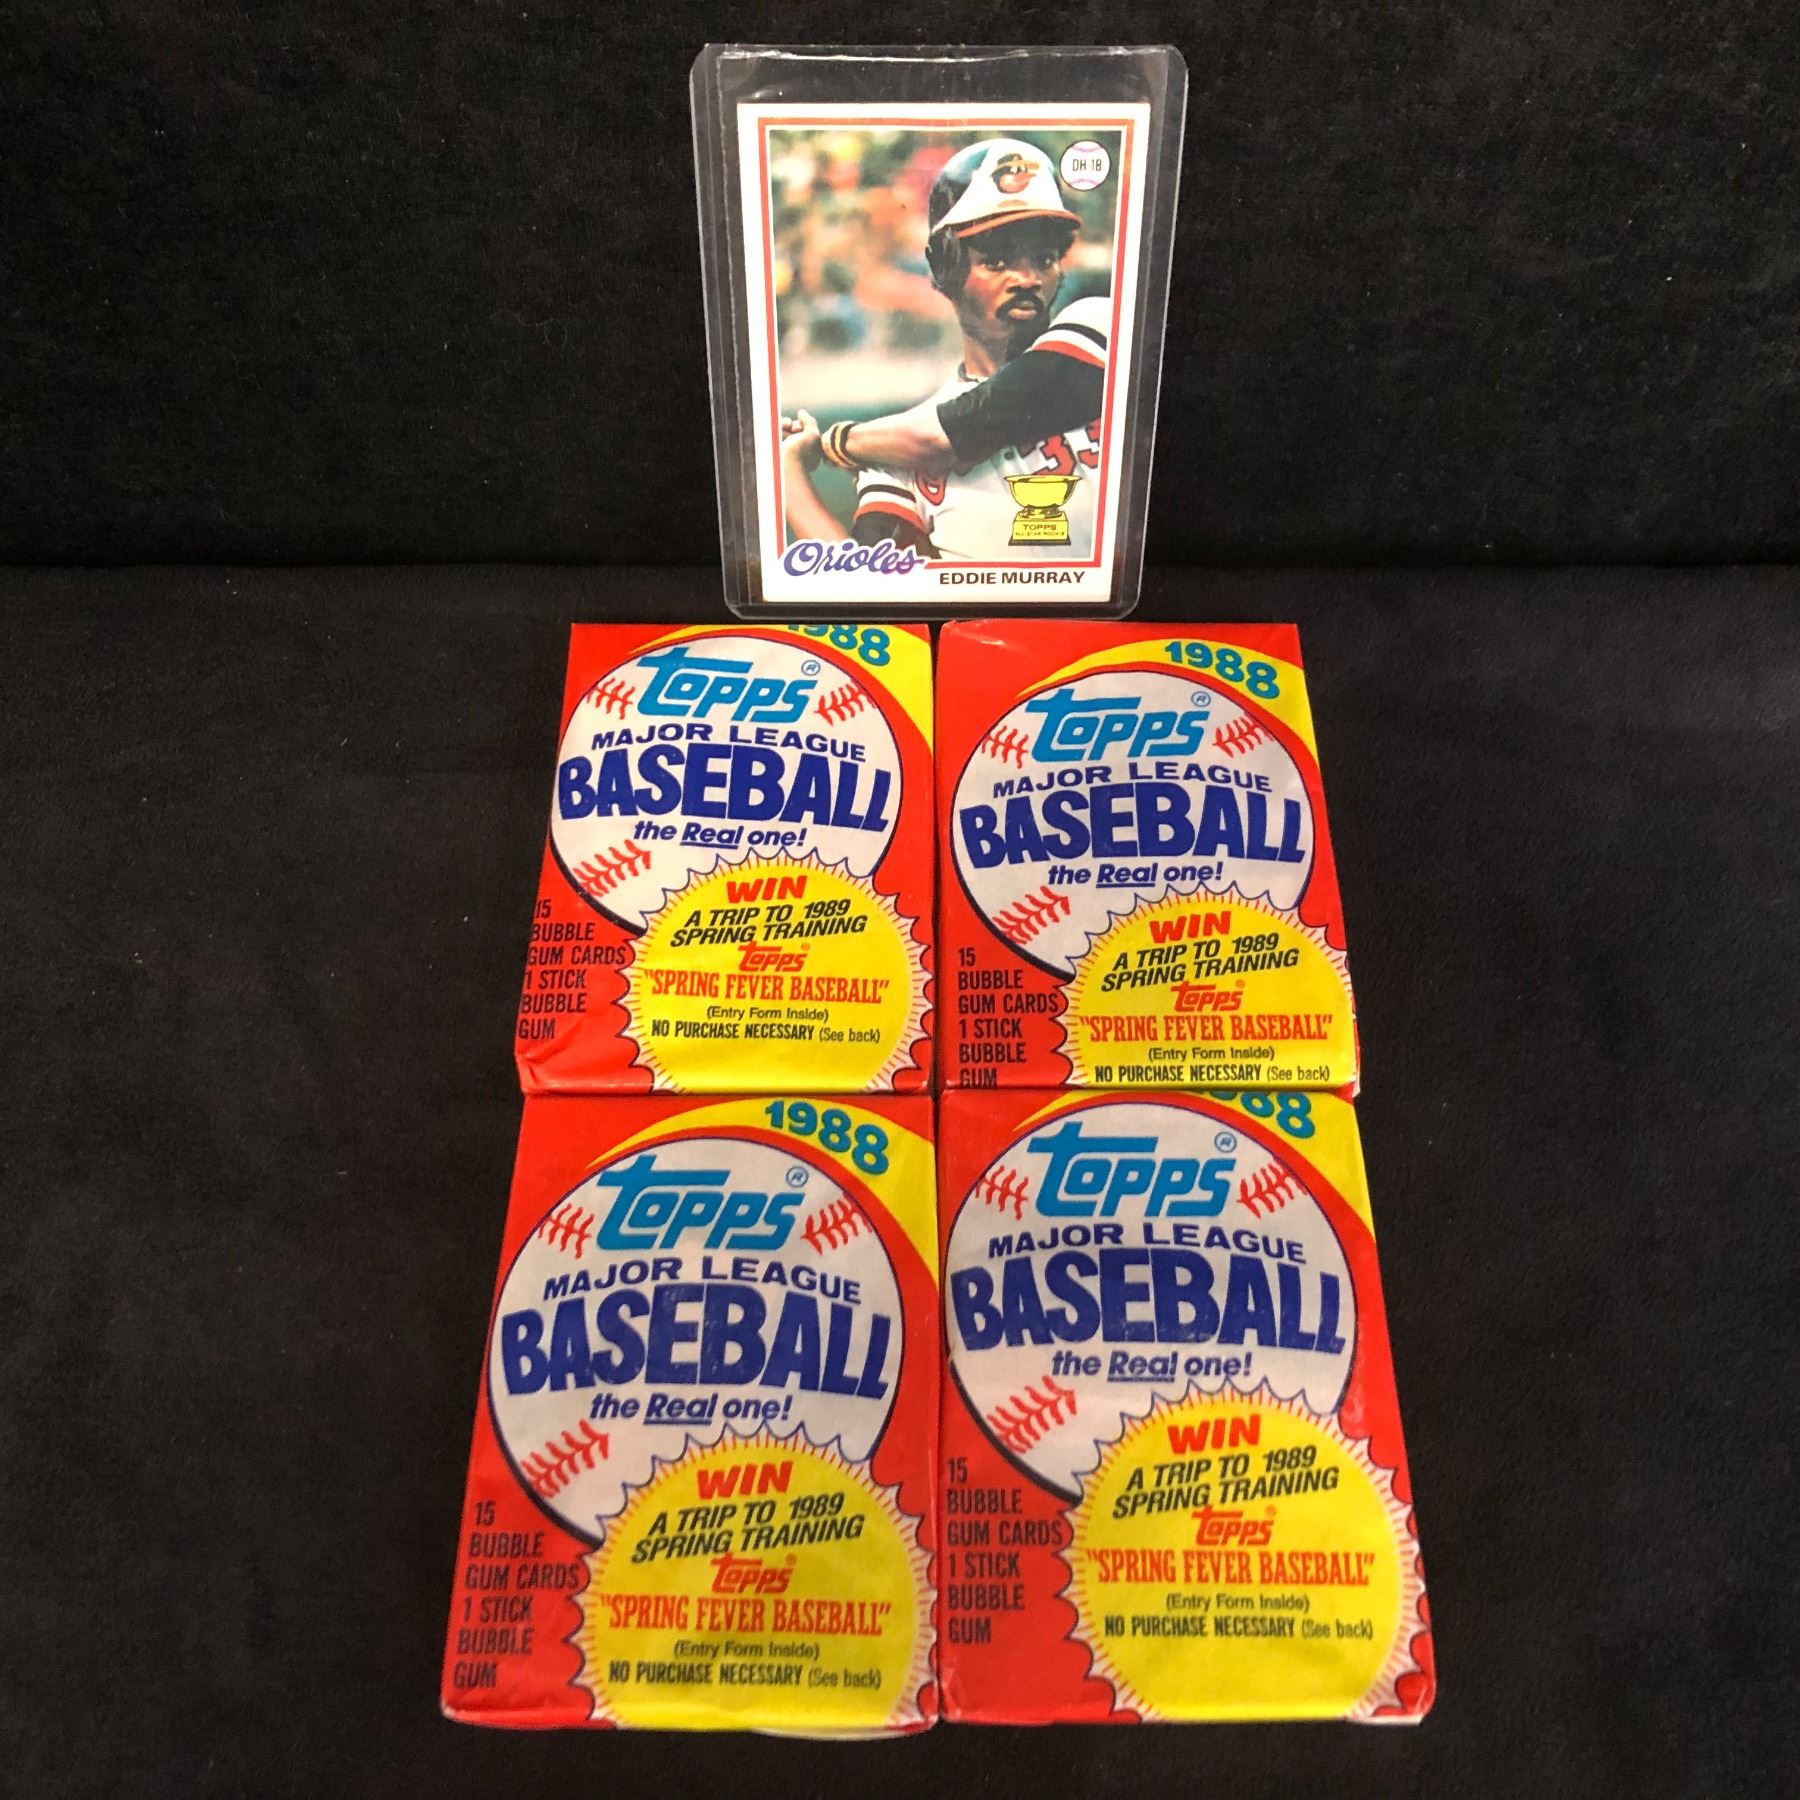 DH-18
33
TOPPS
ALL-STAR ROOKIE
Orioles
EDDIE MURRAY
1988
Topps®
MAJOR LEAGUE
BASEBALL
the Real one!
WIN
A TRIP TO 1989
SPRING TRAINING
Topps®
"SPRING FEVER BASEBALL"
(Entry Form Inside)
NO PURCHASE NECESSARY (See back)
15
BUBBLE
GUM CARDS
1 STICK
BUBBLE
GUM
1988
Topps®
MAJOR LEAGUE
BASEBALL
the Real one!
WIN
A TRIP TO 1989
SPRING TRAINING
Topps®
"SPRING FEVER BASEBALL"
(Entry Form Inside)
NO PURCHASE NECESSARY (See back)
15
BUBBLE
GUM CARDS
1 STICK
BUBBLE
GUM
1988
Topps®
MAJOR LEAGUE
BASEBALL
the Real one!
WIN
A TRIP TO 1989
SPRING TRAINING
Topps®
"SPRING FEVER BASEBALL"
(Entry Form Inside)
NO PURCHASE NECESSARY (See back)
15
BUBBLE
GUM CARDS
1 STICK
BUBBLE
GUM
1988
Topps®
MAJOR LEAGUE
BASEBALL
the Real one!
WIN
A TRIP TO 1989
SPRING TRAINING
Topps®
"SPRING FEVER BASEBALL"
(Entry Form Inside)
NO PURCHASE NECESSARY (See back)
15
BUBBLE
GUM CARDS
1 STICK
BUBBLE
GUM